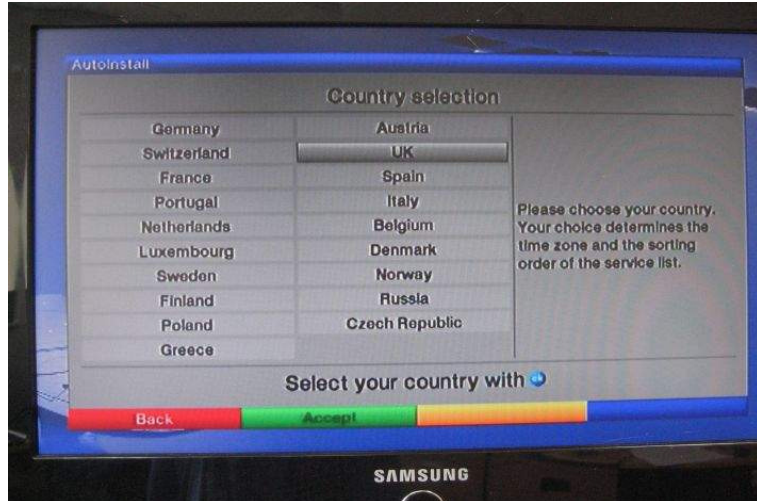 AutoInstall
Country selection
Germany Austria
Switzerland UK
France Spain
Portugal Italy
Netherlands Belgium
Luxembourg Denmark
Sweden Norway
Finland Russia
Poland Czech Republic
Greece
Please choose your country.
Your choice determines the
time zone and the sorting
order of the service list.
Select your country with ok
Back Accept
SAMSUNG